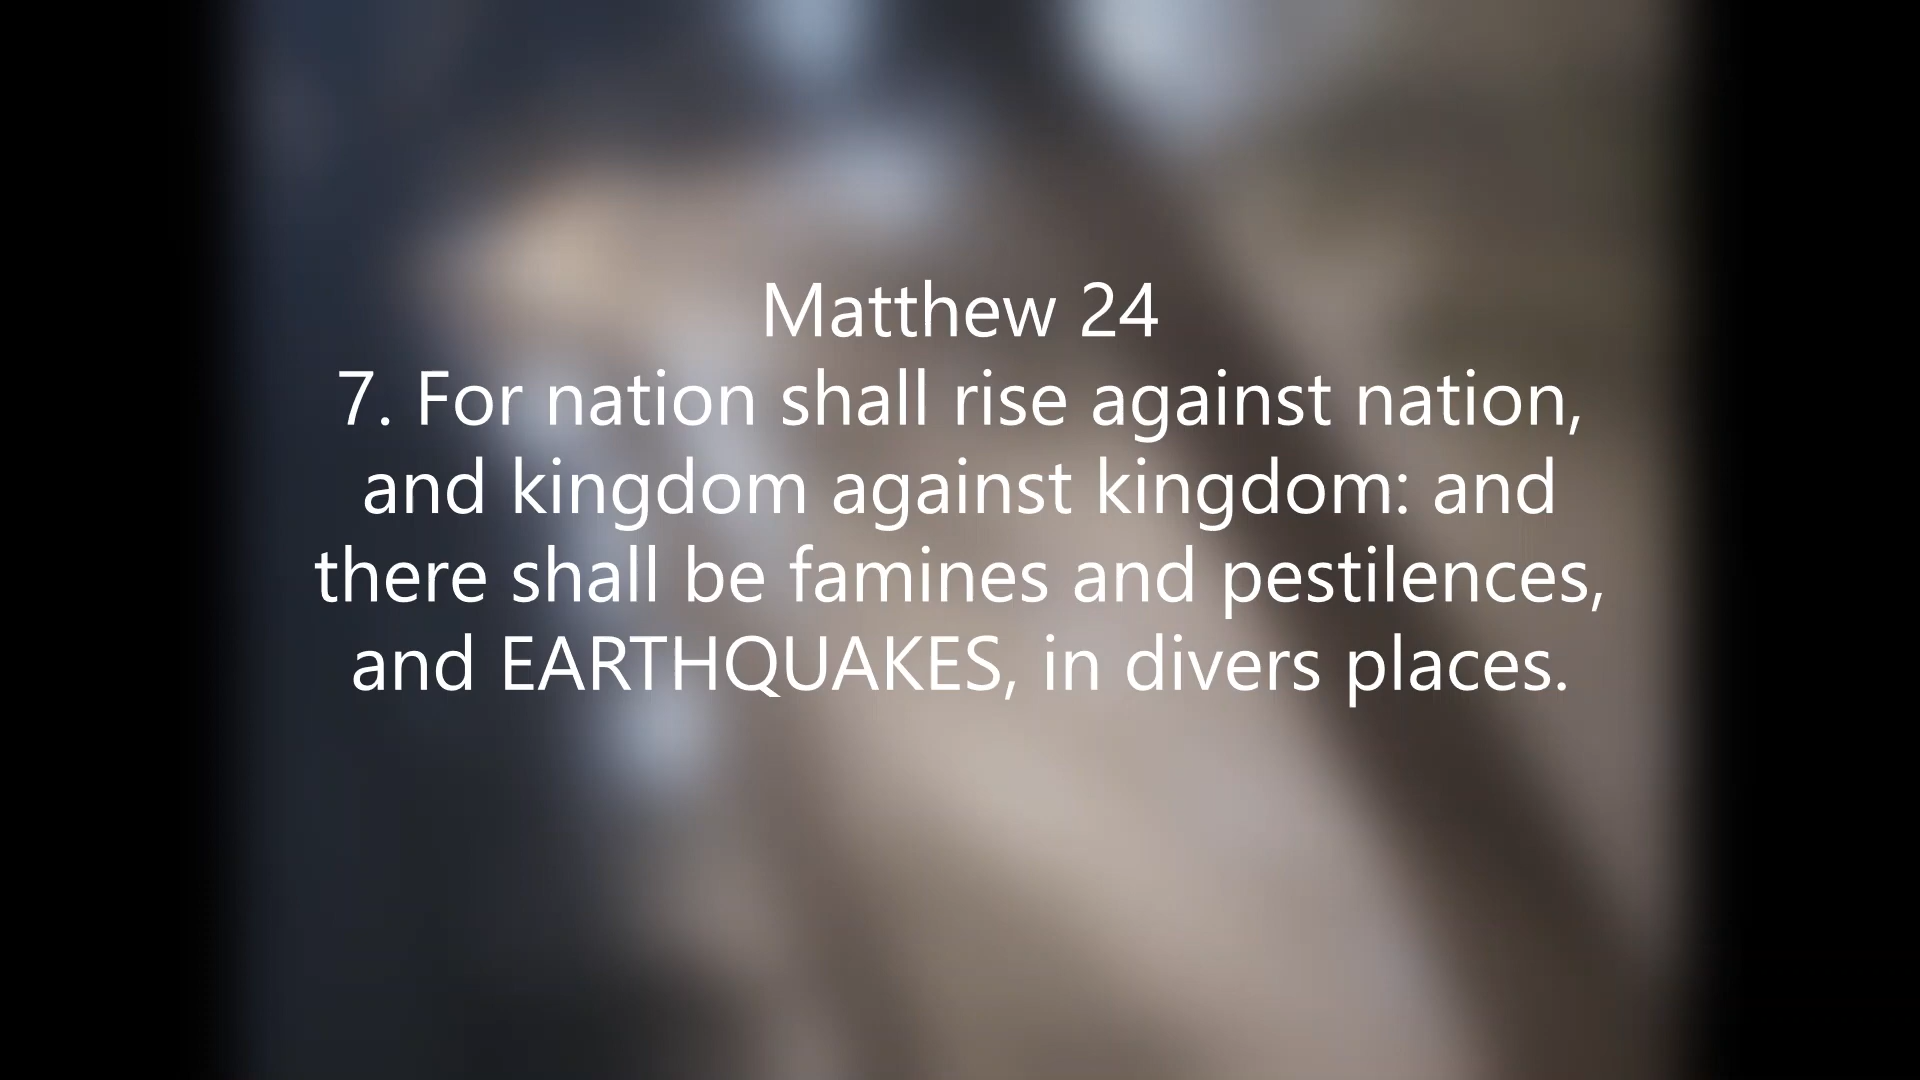 Matthew 24
7. For nation shall rise against nation,
and kingdom against kingdom: and
there shall be famines and pestilences,
and EARTHQUAKES, in divers places.